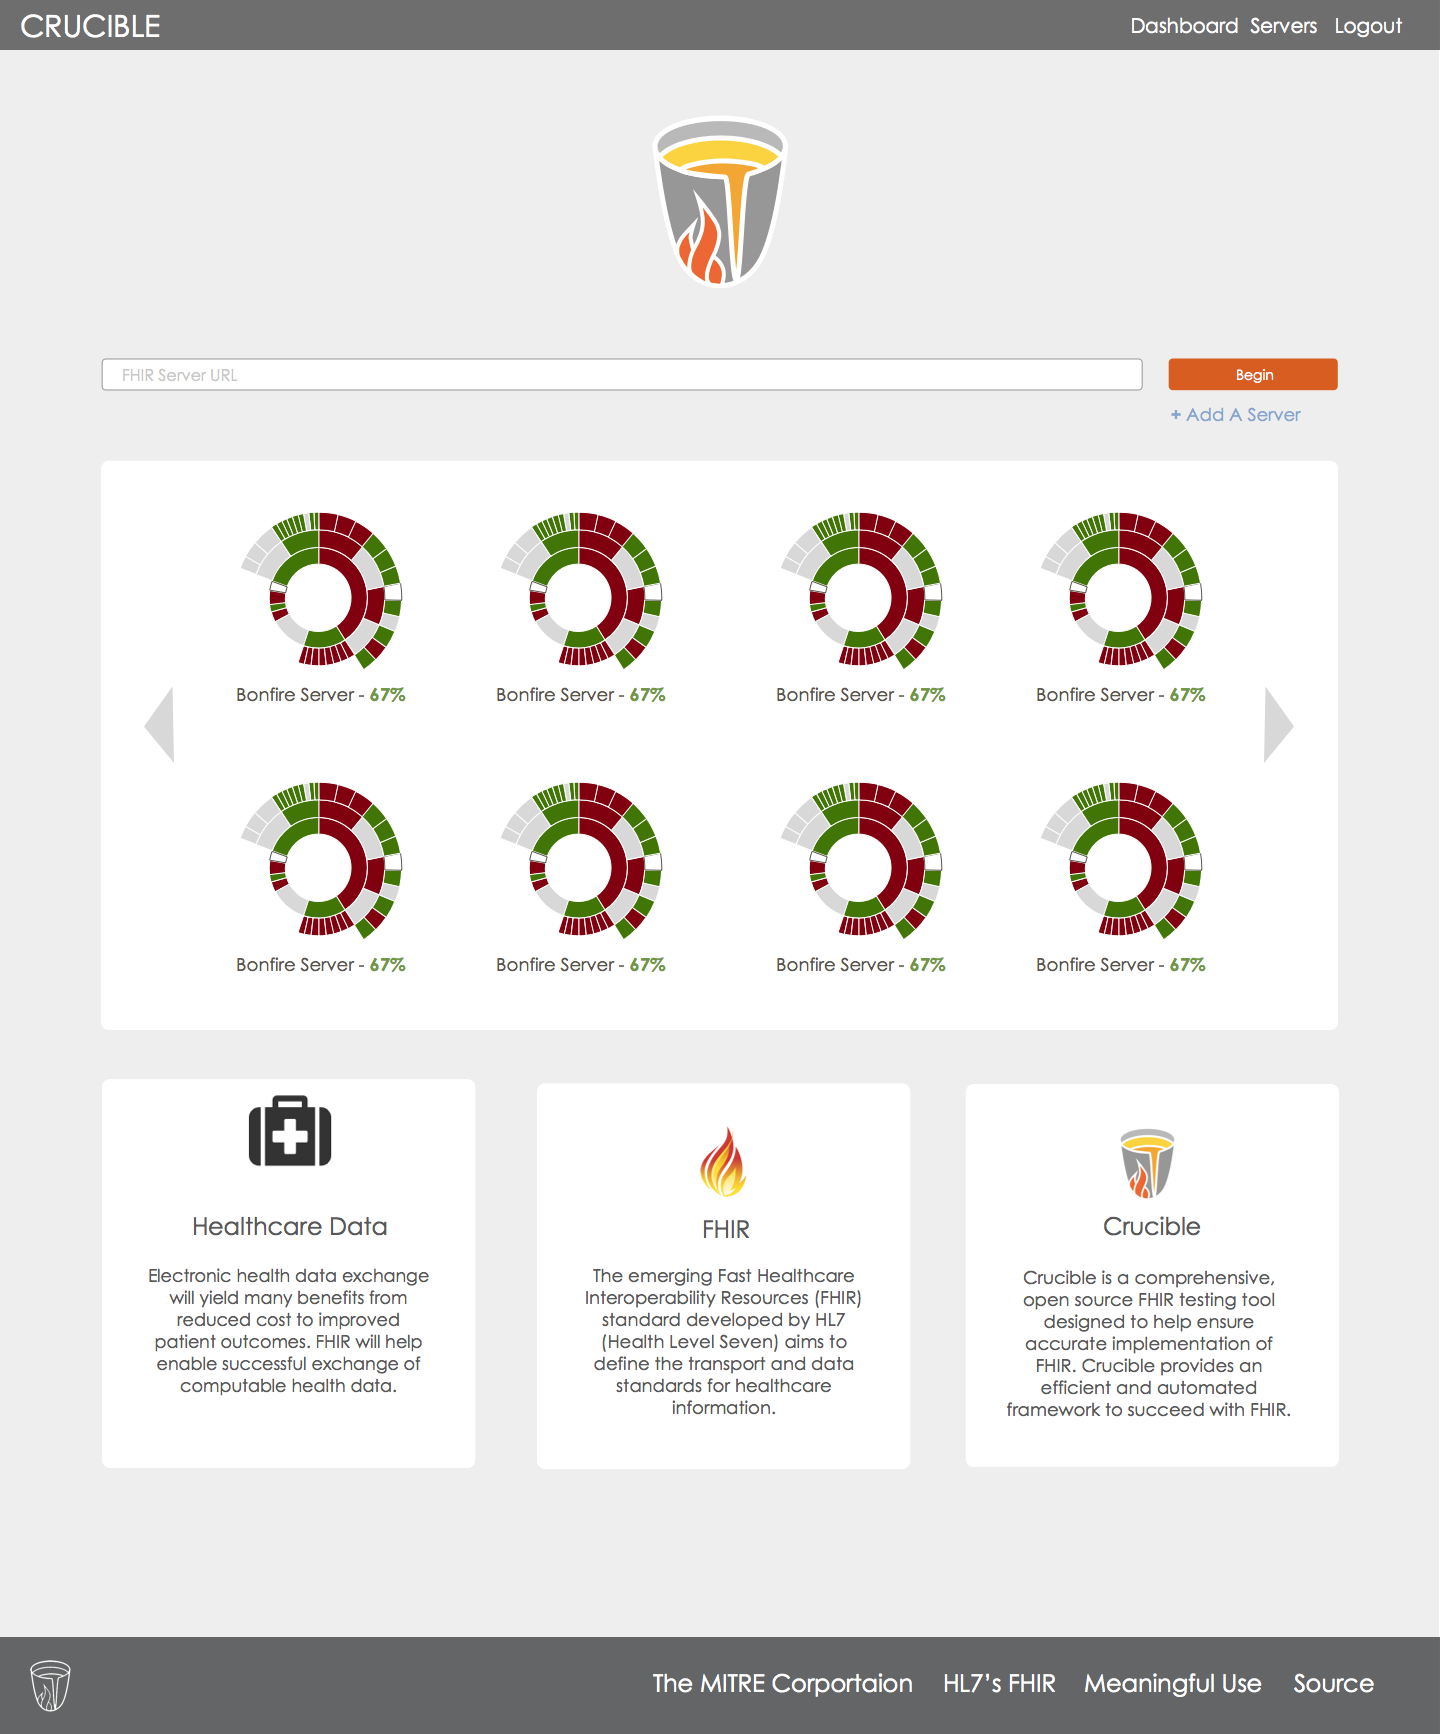 CRUCIBLE
Dashboard Servers Logout
FHIR Server URL
Begin
+ Add A Server
Bonfire Server - 67%
Bonfire Server - 67%
Bonfire Server - 67%
Bonfire Server - 67%
Bonfire Server - 67%
Bonfire Server - 67%
Bonfire Server - 67%
Bonfire Server - 67%
Healthcare Data
Electronic health data exchange
will yield many benefits from
reduced cost to improved
patient outcomes. FHIR will help
enable successful exchange of
computable health data.
FHIR
The emerging Fast Healthcare
Interoperability Resources (FHIR)
standard developed by HL7
(Health Level Seven) aims to
define the transport and data
standards for healthcare
information.
Crucible
Crucible is a comprehensive,
open source FHIR testing tool
designed to help ensure
accurate implementation of
FHIR. Crucible provides an
efficient and automated
framework to succeed with FHIR.
The MITRE Corportaion HL7's FHIR Meaningful Use Source